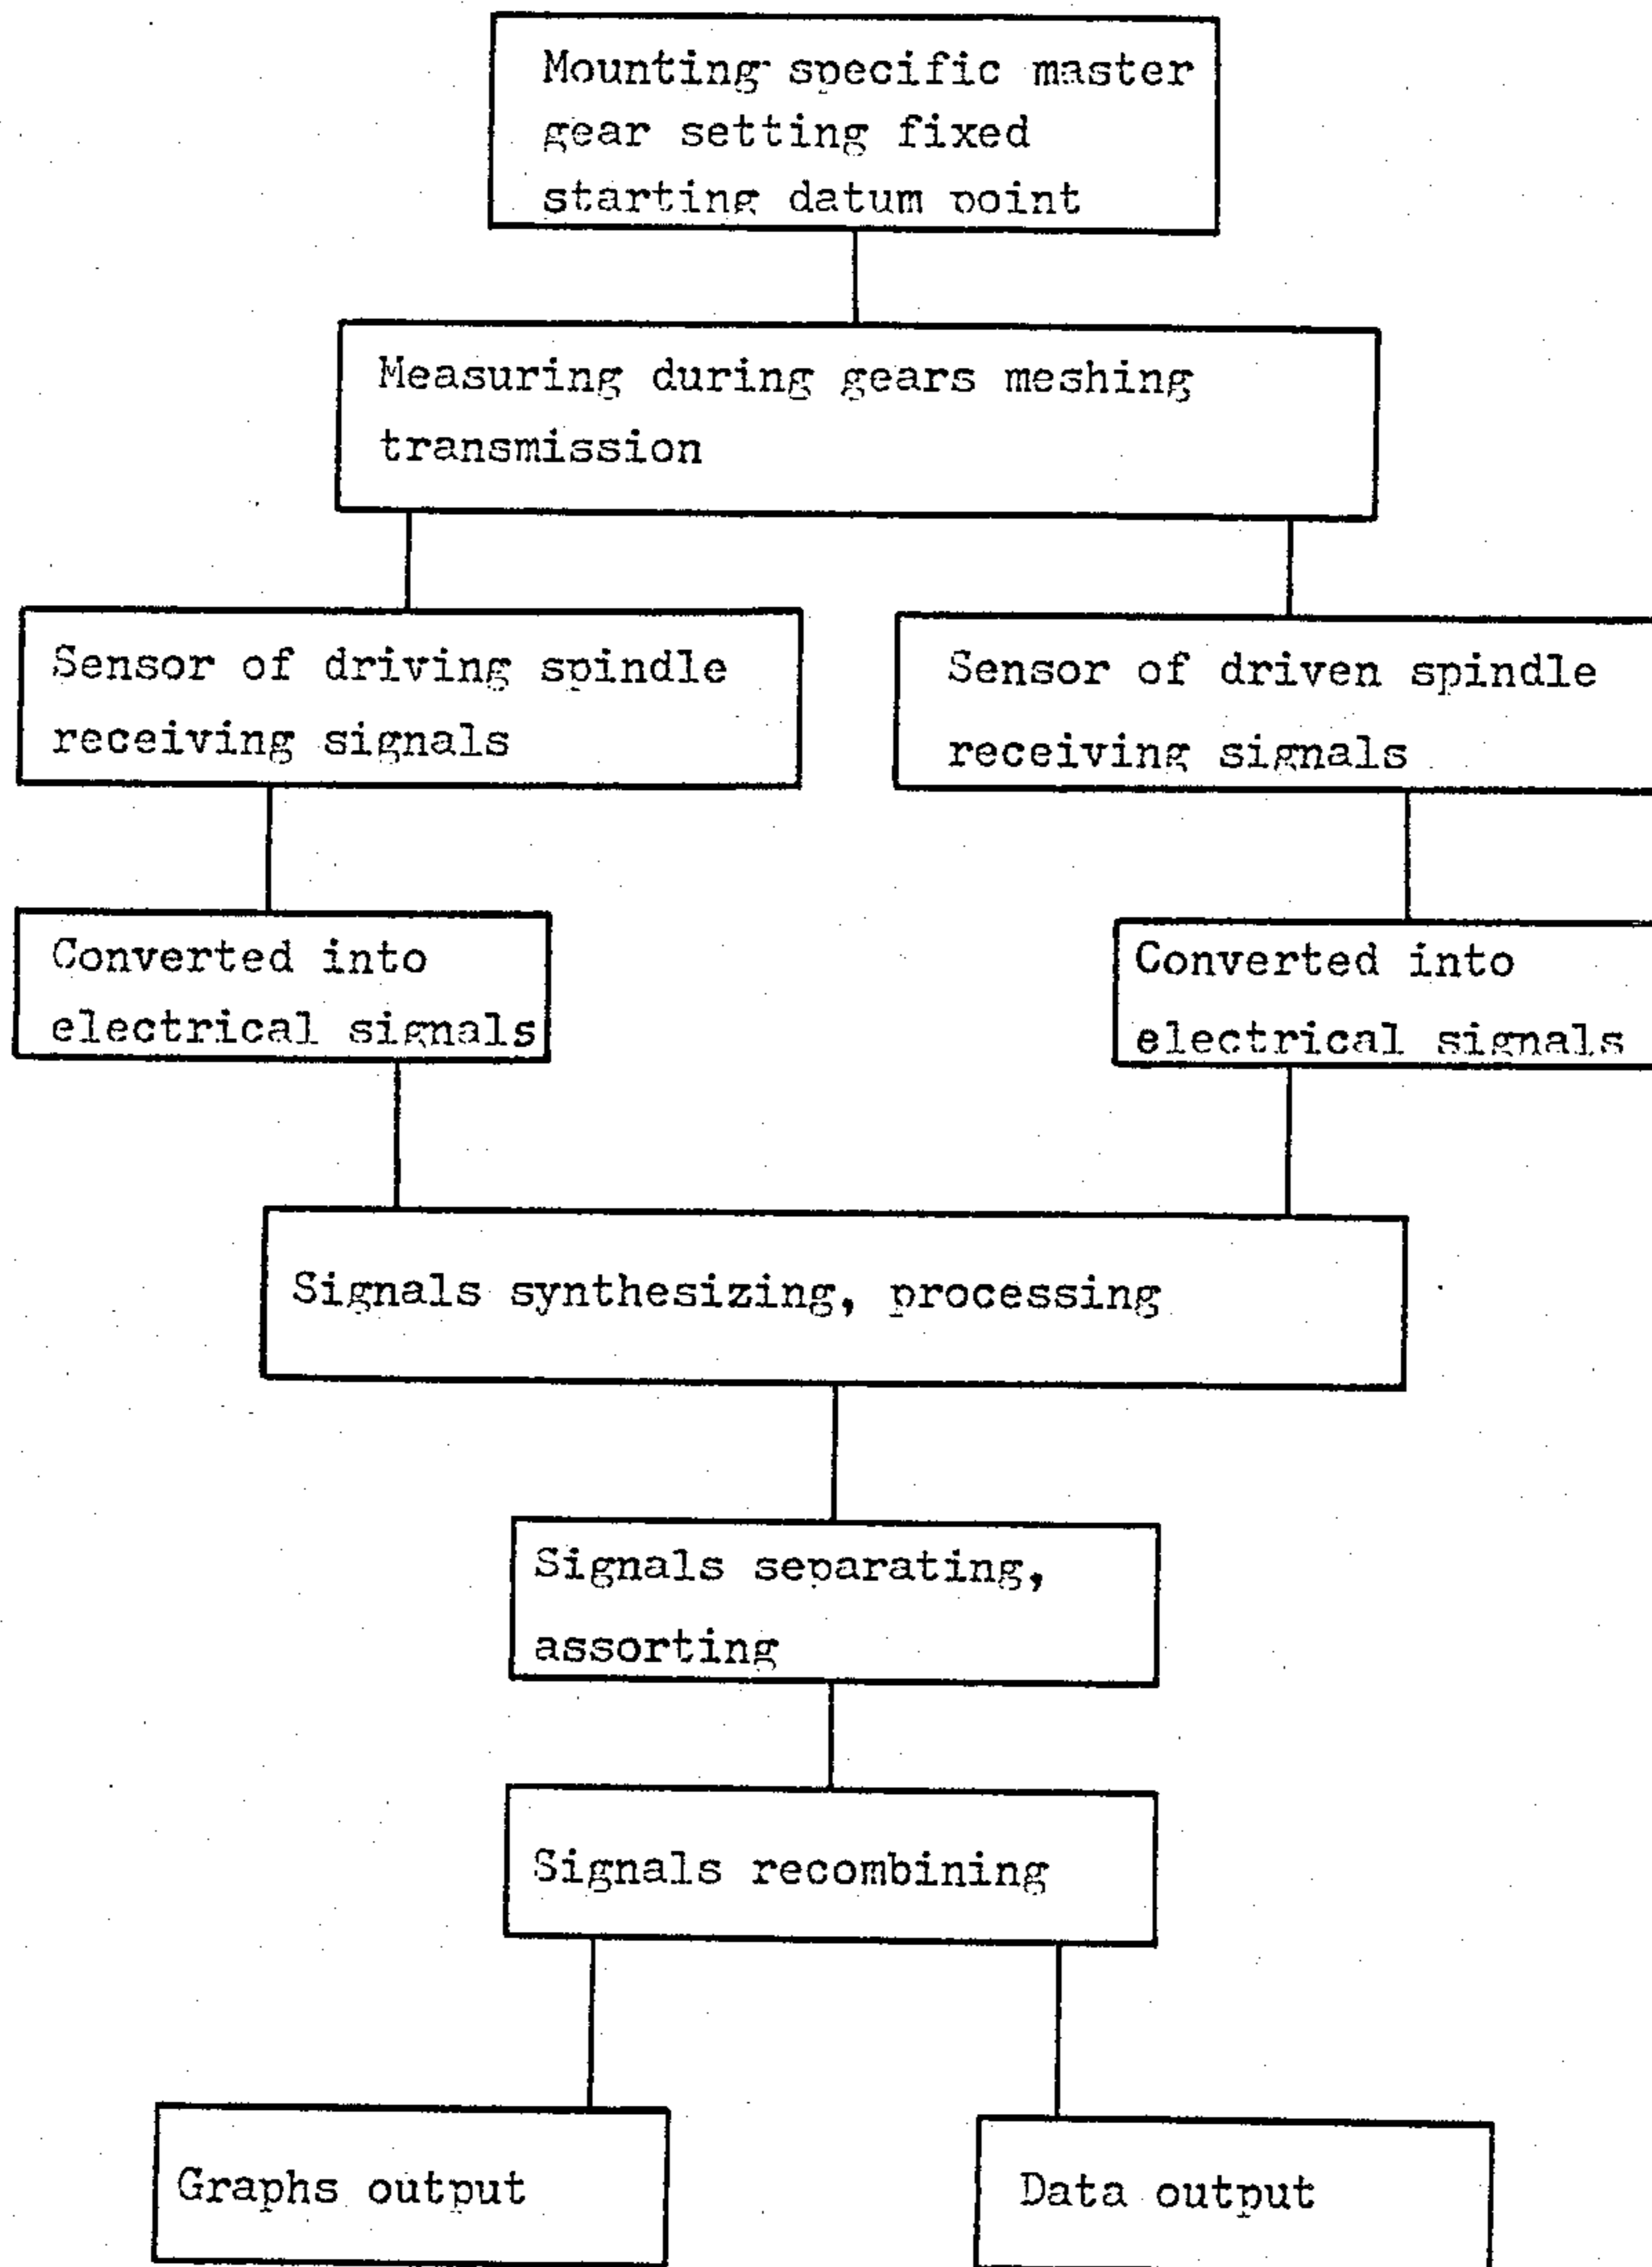 Mounting specific master
gear setting fixed
starting datum point
Measuring during gears meshing
transmission
Sensor of driving spindle
receiving signals
Sensor of driven spindle
receiving signals
Converted into
electrical signals
Converted into
electrical signals
Signals synthesizing, processing
Signals separating,
assorting
Signals recombining
Graphs output
Data output